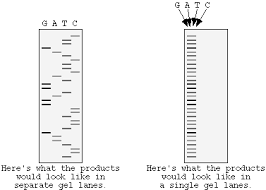 G A T C
Here's what the products
would look like in
separate gel lanes.
G A T C
Here's what the products
would look like in
a single gel lanes.